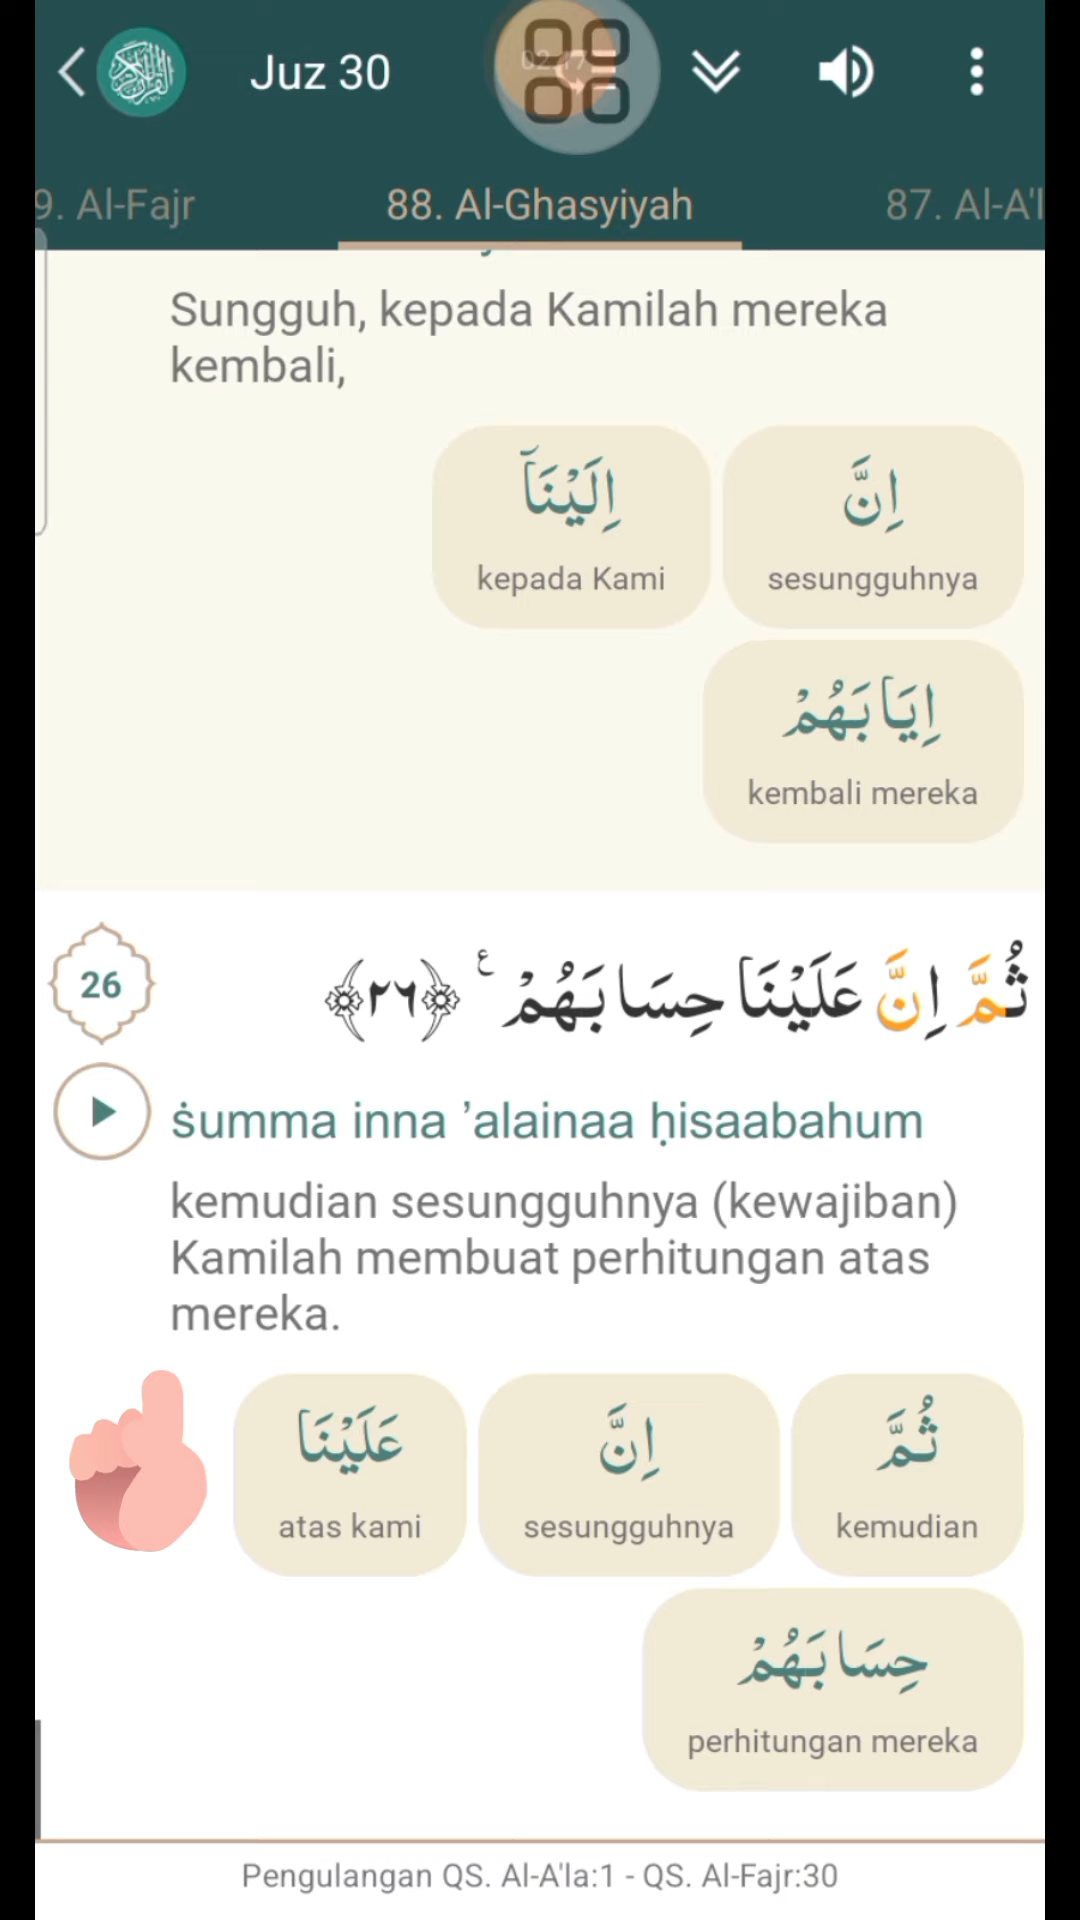 Juz 30
02:17
9. Al-Fajr
88. Al-Ghasyiyah
87. Al-A'l
Sungguh, kepada Kamilah mereka
kembali,
اِنَّ اِلَيْنَآ
sesungguhnya kepada Kami
اِيَابَهُمْ
kembali mereka
26
ثُمَّ اِنَّ عَلَيْنَا حِسَابَهُمْ ࣖ ﴿٢٦﴾
ṡumma inna ’alainaa ḥisaabahum
kemudian sesungguhnya (kewajiban)
Kamilah membuat perhitungan atas
mereka.
ثُمَّ اِنَّ عَلَيْنَا
kemudian sesungguhnya atas kami
حِسَابَهُمْ
perhitungan mereka
Pengulangan QS. Al-A'la:1 - QS. Al-Fajr:30